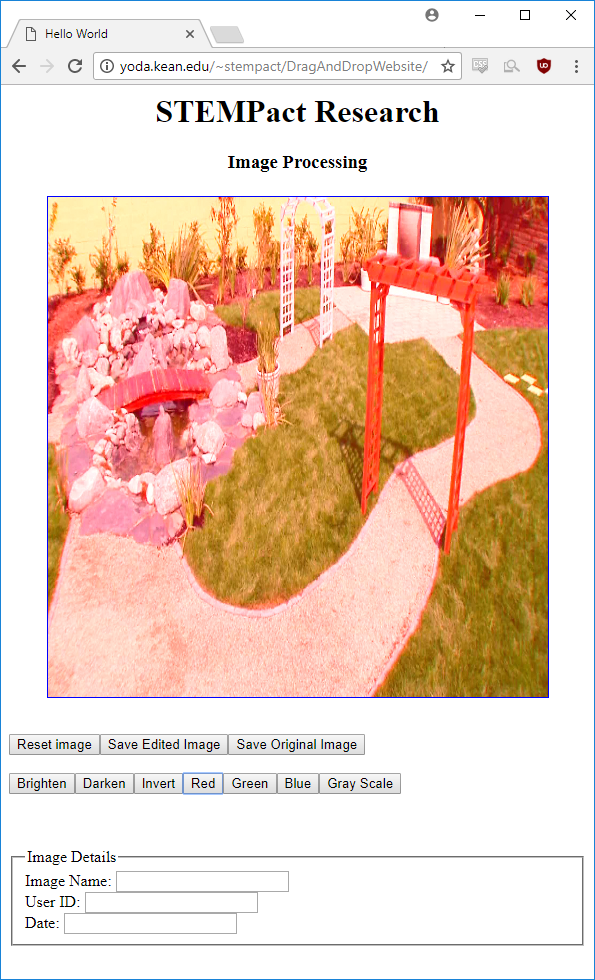 Hello World
yoda.kean.edu/~stempact/DragAndDropWebsite/
CSE
STEMPact Research
Image Processing
Reset image Save Edited Image Save Original Image
Brighten Darken Invert Red Green Blue Gray Scale
Image Details
Image Name:
User ID:
Date: